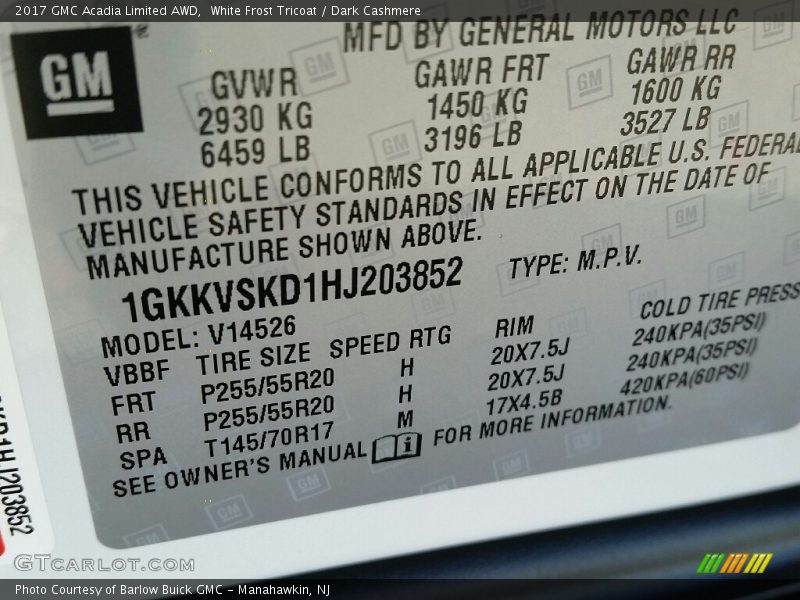 2017 GMC Acadia Limited AWD,  White Frost Tricoat / Dark Cashmere
MFD BY GENERAL MOTORS LLC
GM
GVWR GAWR FRT GAWR RR
2930 KG 1450 KG 1600 KG
6459 LB 3196 LB 3527 LB
THIS VEHICLE CONFORMS TO ALL APPLICABLE U.S. FEDERAL
VEHICLE SAFETY STANDARDS IN EFFECT ON THE DATE OF
MANUFACTURE SHOWN ABOVE.
1GKKVSKD1HJ203852 TYPE: M.P.V.
MODEL: V14526
VBBF TIRE SIZE SPEED RTG RIM COLD TIRE PRESS
FRT P255/55R20 H 20X7.5J 240KPA(35PSI)
RR P255/55R20 H 20X7.5J 240KPA(35PSI)
SPA T145/70R17 M 17X4.5B 420KPA(60PSI)
SEE OWNER'S MANUAL i FOR MORE INFORMATION.
KD1HJ203852
GTCARLOT.COM
Photo Courtesy of Barlow Buick GMC – Manahawkin, NJ